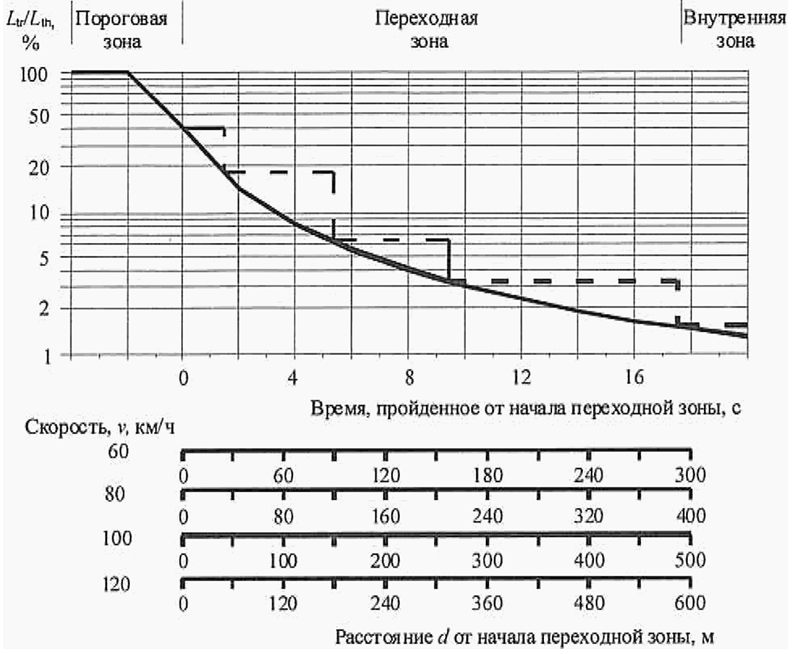 Ltr/Lth, Пороговая Переходная Внутренняя
% зона зона зона
100
50
20
10
5
2
1
0 4 8 12 16
Время, пройденное от начала переходной зоны, с
Скорость, v, км/ч
60
0 60 120 180 240 300
80
0 80 160 240 320 400
100
0 100 200 300 400 500
120
0 120 240 360 480 600
Расстояние d от начала переходной зоны, м